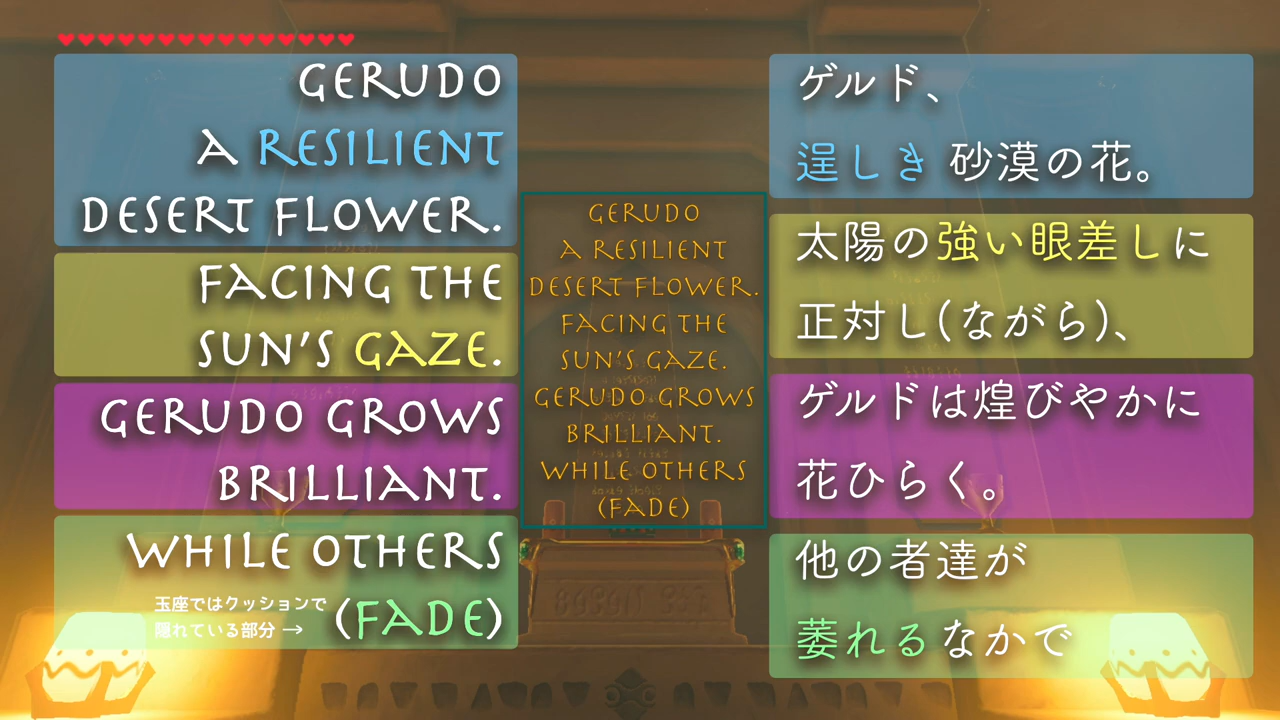 GERUDO
A RESILIENT
DESERT FLOWER.
FACING THE
SUN'S GAZE.
GERUDO GROWS
BRILLIANT.
WHILE OTHERS
玉座ではクッションで
隠れている部分 →
(FADE)
GERUDO
A RESILIENT
DESERT FLOWER.
FACING THE
SUN'S GAZE.
GERUDO GROWS
BRILLIANT.
WHILE OTHERS
(FADE)
ゲルド、
逞しき 砂漠の花。
太陽の強い眼差しに
正対し(ながら)、
ゲルドは煌びやかに
花ひらく。
他の者達が
萎れるなかで